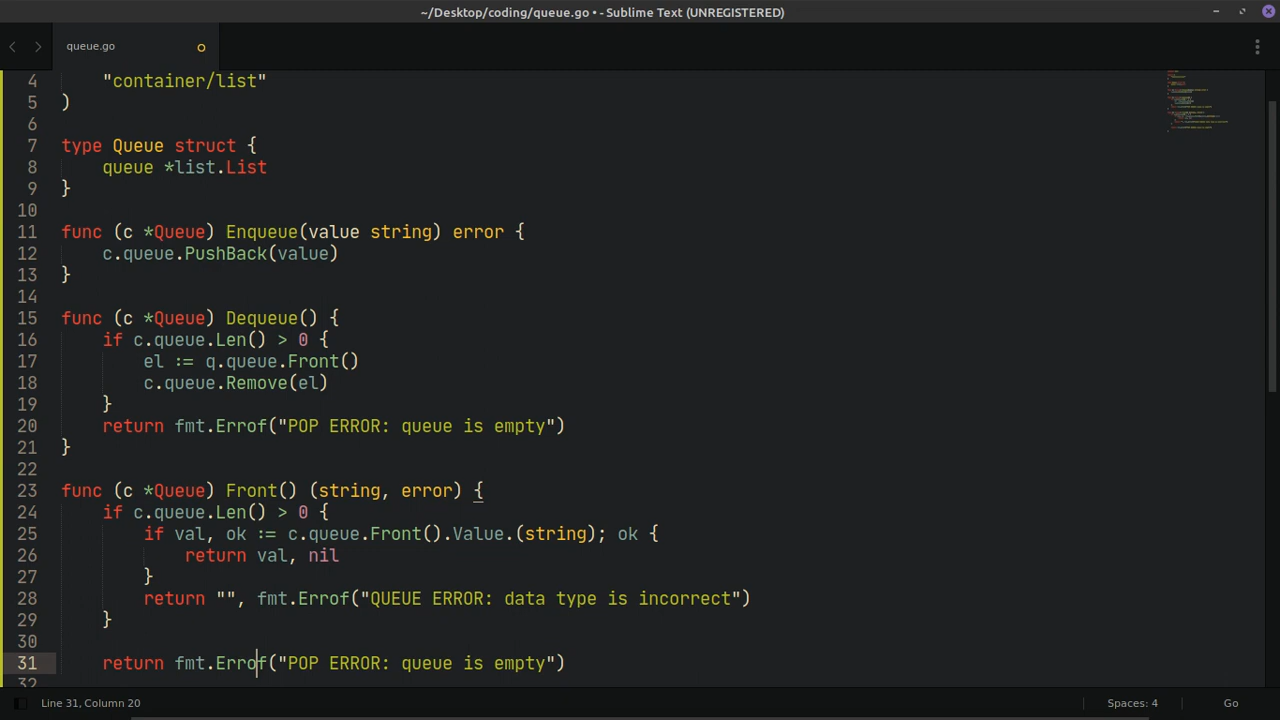 ~/Desktop/coding/queue.go • - Sublime Text (UNREGISTERED)
queue.go
4 "container/list"
5 )
6
7 type Queue struct {
8 queue *list.List
9 }
10
11 func (c *Queue) Enqueue(value string) error {
12 c.queue.PushBack(value)
13 }
14
15 func (c *Queue) Dequeue() {
16 if c.queue.Len() > 0 {
17 el := q.queue.Front()
18 c.queue.Remove(el)
19 }
20 return fmt.Errof("POP ERROR: queue is empty")
21 }
22
23 func (c *Queue) Front() (string, error) {
24 if c.queue.Len() > 0 {
25 if val, ok := c.queue.Front().Value.(string); ok {
26 return val, nil
27 }
28 return "", fmt.Errof("QUEUE ERROR: data type is incorrect")
29 }
30
31 return fmt.Errof("POP ERROR: queue is empty")
32
Line 31, Column 20
Spaces: 4
Go